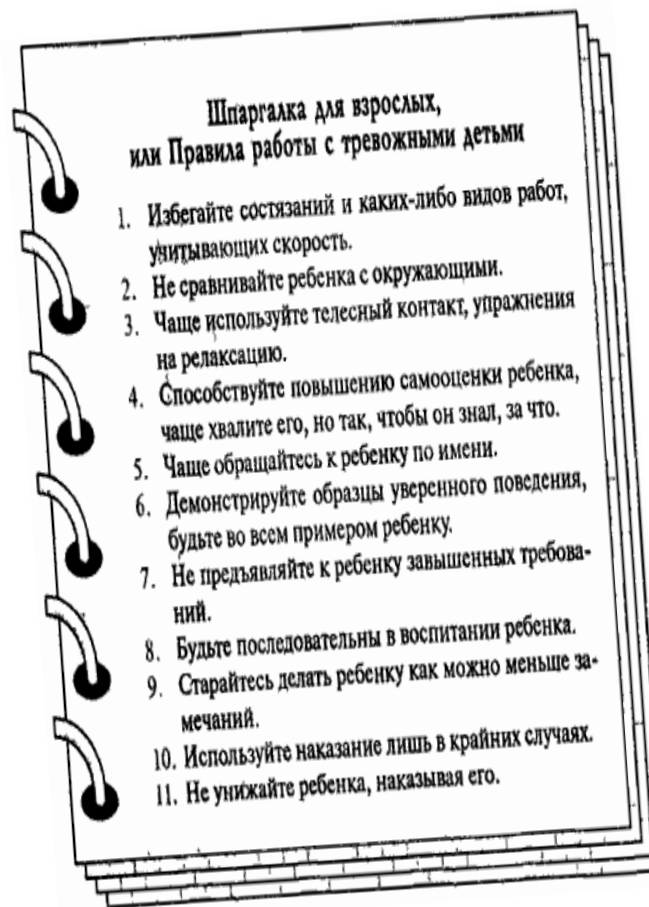 Шпаргалка для взрослых,
или Правила работы с тревожными детьми
1. Избегайте состязаний и каких-либо видов работ,
учитывающих скорость.
2. Не сравнивайте ребенка с окружающими.
3. Чаще используйте телесный контакт, упражнения
на релаксацию.
4. Способствуйте повышению самооценки ребенка,
чаще хвалите его, но так, чтобы он знал, за что.
5. Чаще обращайтесь к ребенку по имени.
6. Демонстрируйте образцы уверенного поведения,
будьте во всем примером ребенку.
7. Не предъявляйте к ребенку завышенных требова-
ний.
8. Будьте последовательны в воспитании ребенка.
9. Старайтесь делать ребенку как можно меньше за-
мечаний.
10. Используйте наказание лишь в крайних случаях.
11. Не унижайте ребенка, наказывая его.